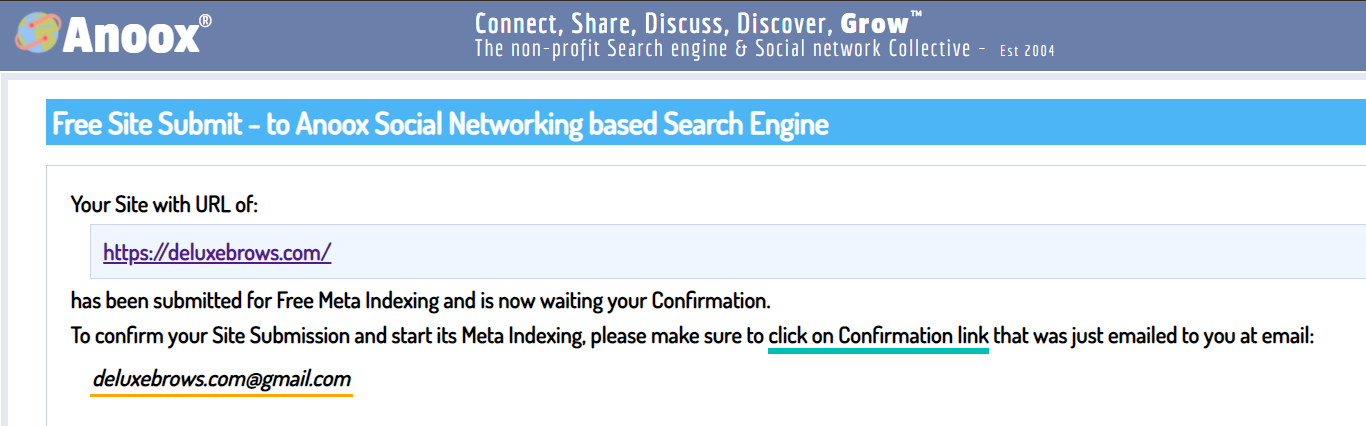 Anoox®
Connect, Share, Discuss, Discover, Grow™
The non-profit Search engine & Social network Collective - Est 2004
Free Site Submit - to Anoox Social Networking based Search Engine
Your Site with URL of:
https://deluxebrows.com/
has been submitted for Free Meta Indexing and is now waiting your Confirmation.
To confirm your Site Submission and start its Meta Indexing, please make sure to click on Confirmation link that was just emailed to you at email:
deluxebrows.com@gmail.com